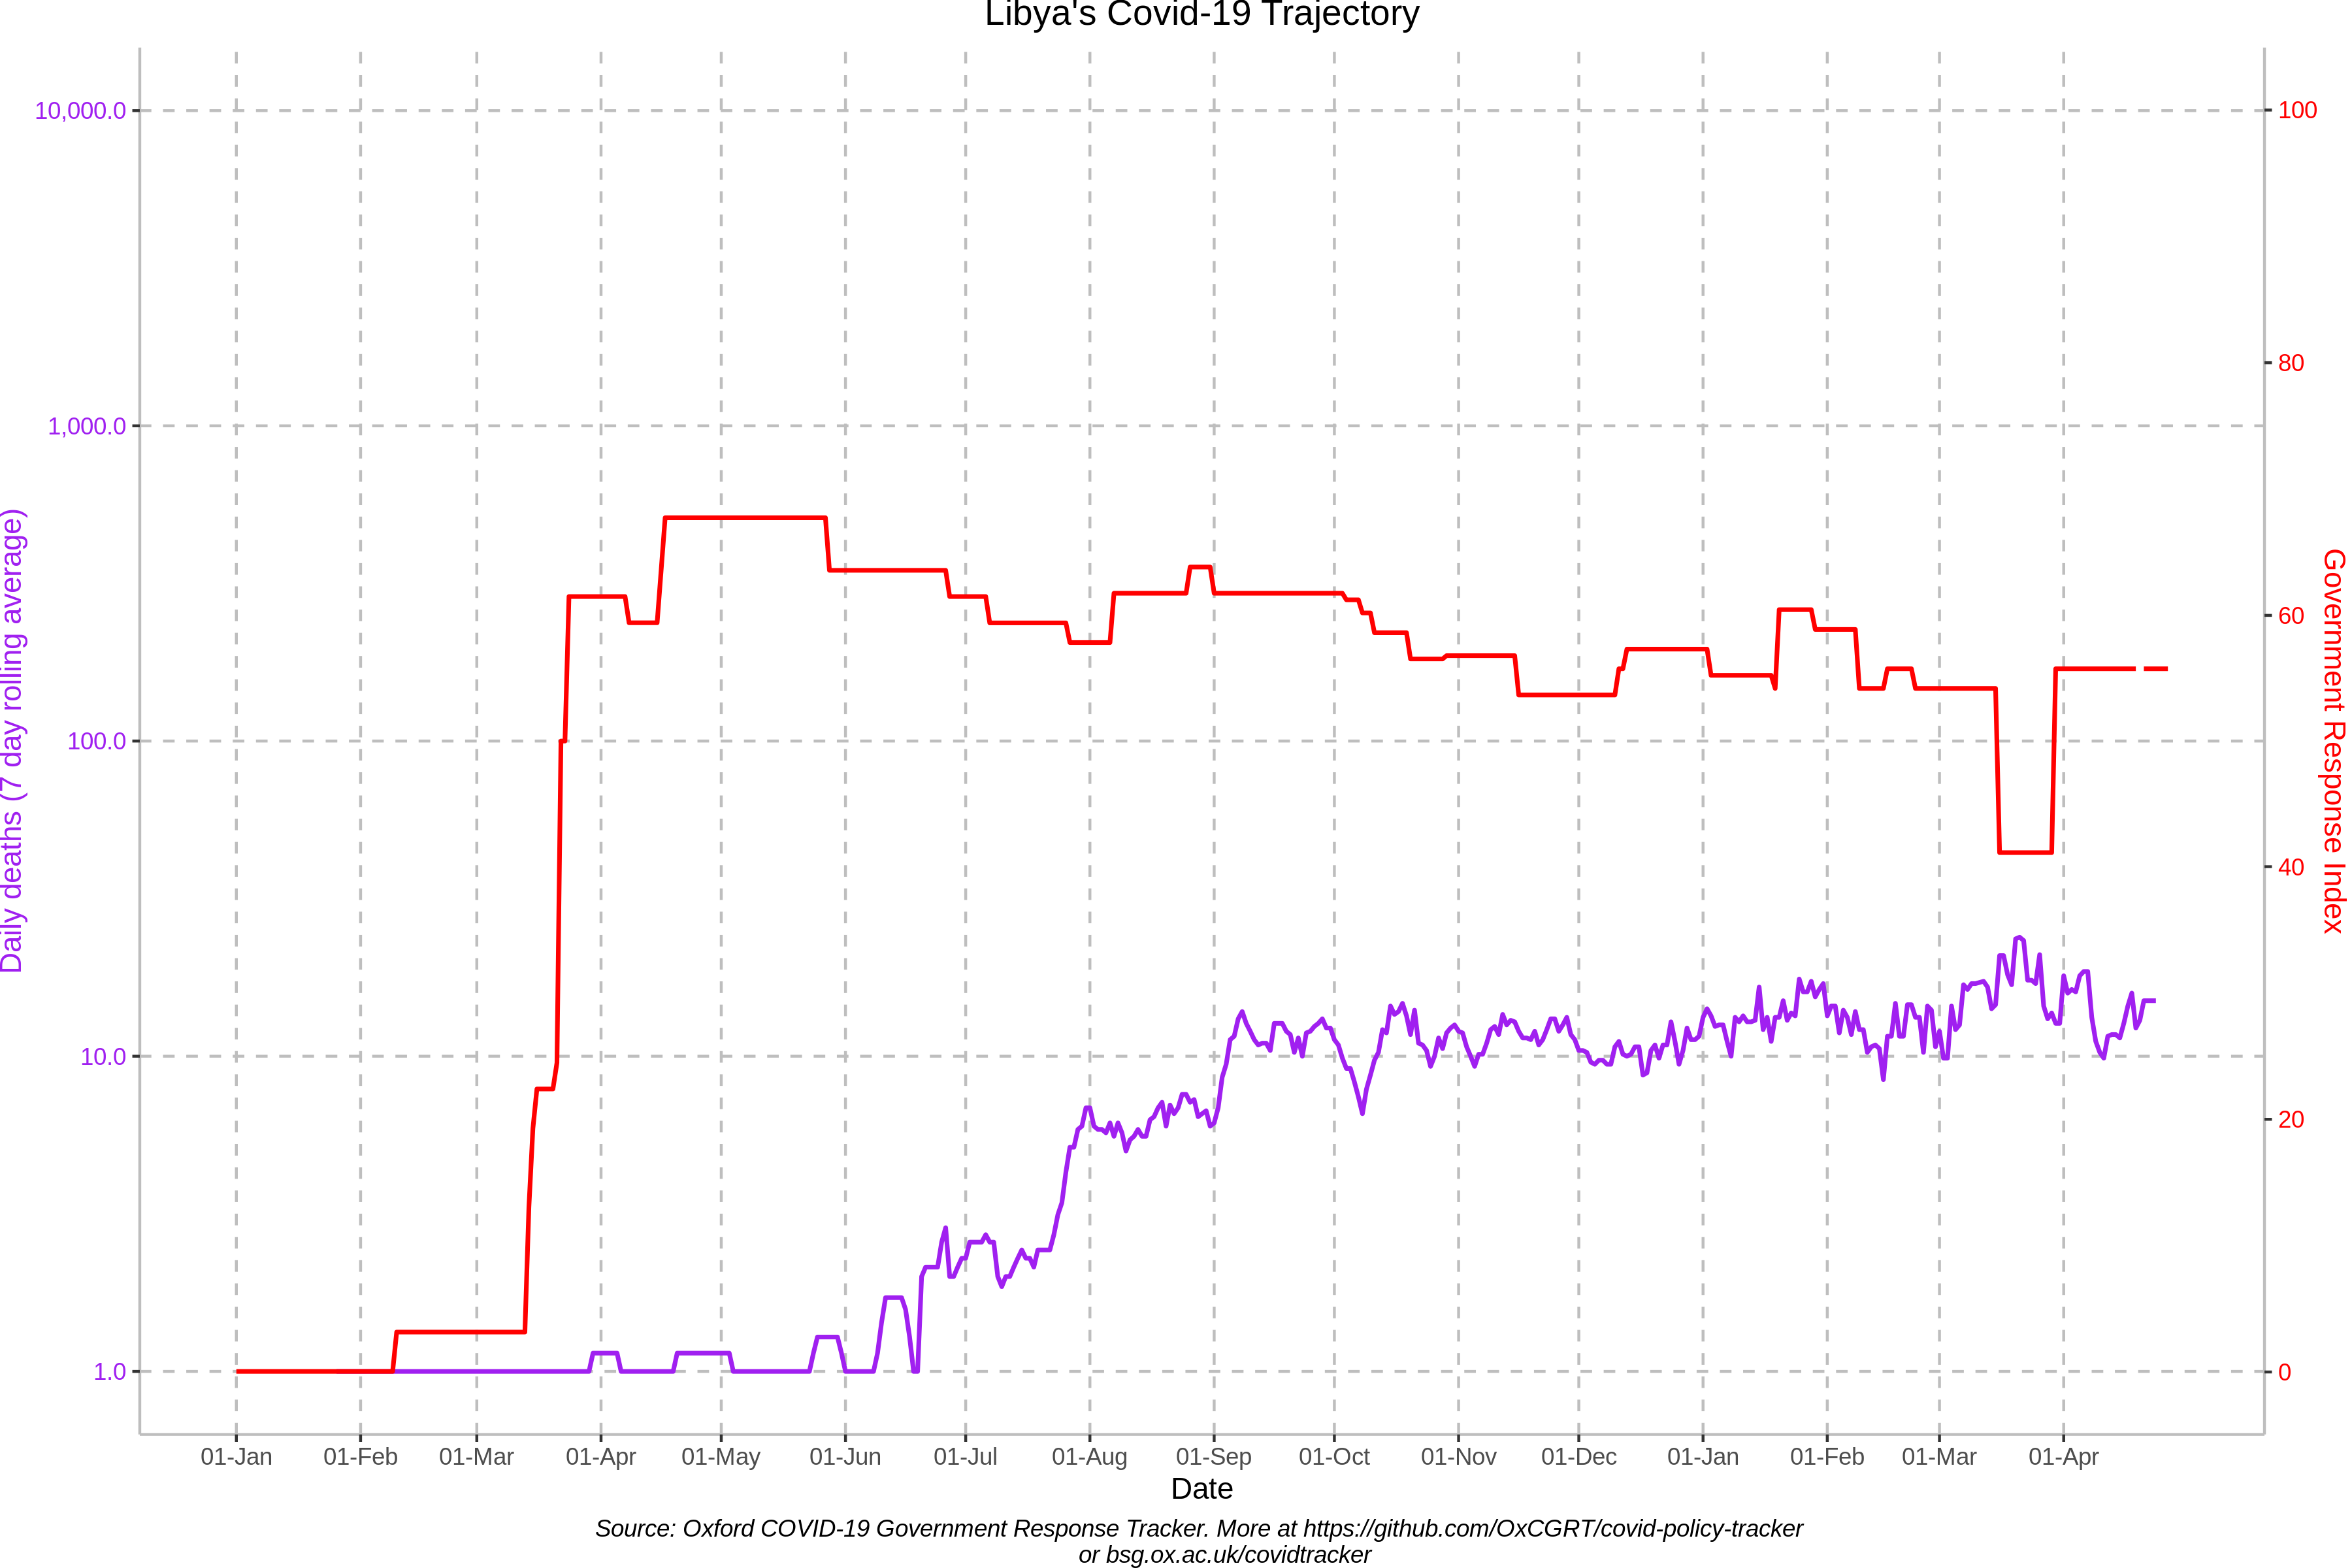 Libya's Covid-19 Trajectory
10,000.0
1,000.0
100.0
10.0
1.0
Daily deaths (7 day rolling average)
100
80
60
40
20
0
Government Response Index
01-Jan 01-Feb 01-Mar 01-Apr 01-May 01-Jun 01-Jul 01-Aug 01-Sep 01-Oct 01-Nov 01-Dec 01-Jan 01-Feb 01-Mar 01-Apr
Date
Source: Oxford COVID-19 Government Response Tracker. More at https://github.com/OxCGRT/covid-policy-tracker
or bsg.ox.ac.uk/covidtracker